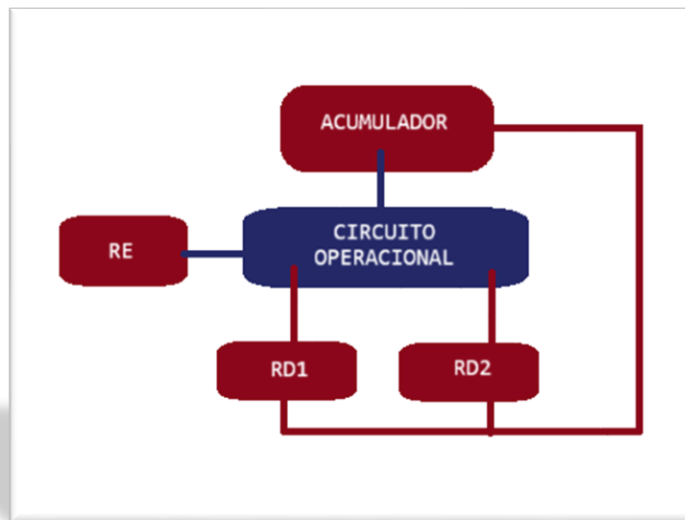 ACUMULADOR
CIRCUITO
OPERACIONAL
RE
RD1
RD2